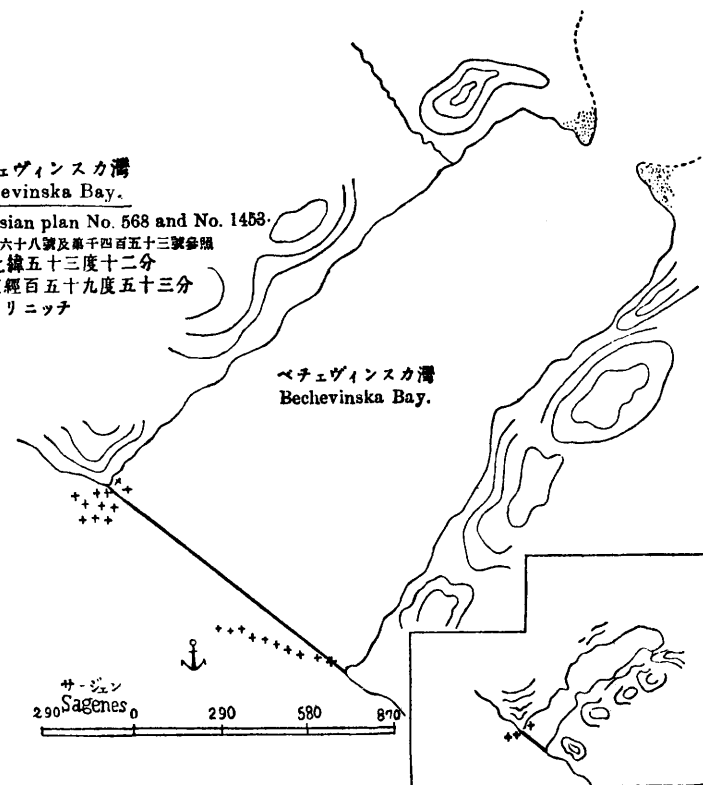 ェヴィンスカ灣
evinska Bay.
sian plan No. 568 and No. 1453.
六十八號及第千四百五十三號參照
緯五十三度十二分
經百五十九度五十三分
リニッチ
ベチェヴィンスカ灣
Bechevinska Bay.
サージェン
Sagenes
290 0 290 580 870